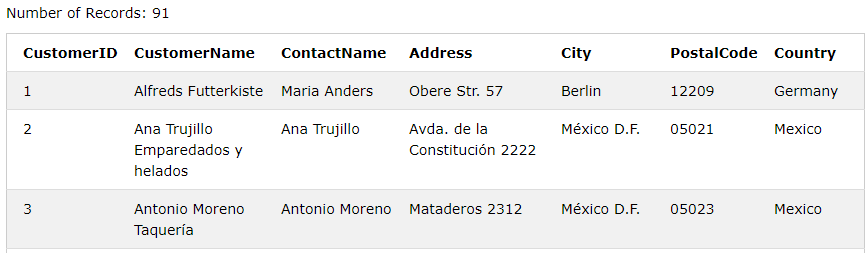 Number of Records: 91
CustomerID CustomerName ContactName Address City PostalCode Country
1 Alfreds Futterkiste Maria Anders Obere Str. 57 Berlin 12209 Germany
2 Ana Trujillo Ana Trujillo Avda. de la México D.F. 05021 Mexico
Emparedados y Constitución 2222
helados
3 Antonio Moreno Antonio Moreno Mataderos 2312 México D.F. 05023 Mexico
Taquería